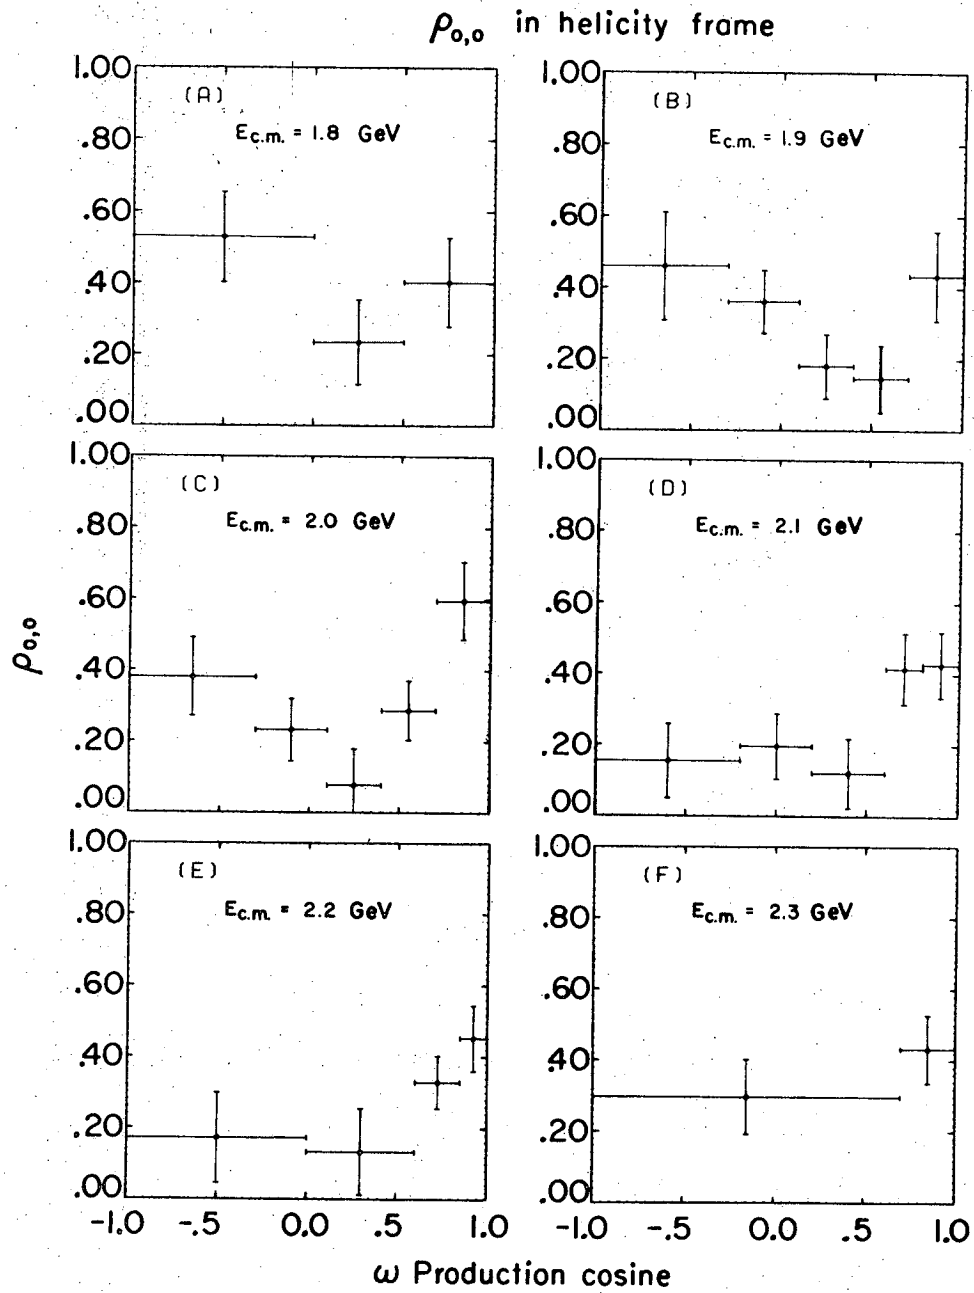 ρ0,0 in helicity frame
(A)
Ec.m. = 1.8 GeV
1.00
.80
.60
.40
.20
.00
(B)
Ec.m. = 1.9 GeV
1.00
.80
.60
.40
.20
.00
(C)
Ec.m. = 2.0 GeV
1.00
.80
.60
.40
.20
.00
(D)
Ec.m. = 2.1 GeV
1.00
.80
.60
.40
.20
.00
ρ0,0
(E)
Ec.m. = 2.2 GeV
1.00
.80
.60
.40
.20
.00
-1.0 -.5 0.0 .5 1.0
(F)
Ec.m. = 2.3 GeV
1.00
.80
.60
.40
.20
.00
-1.0 -.5 0.0 .5 1.0
ω Production cosine